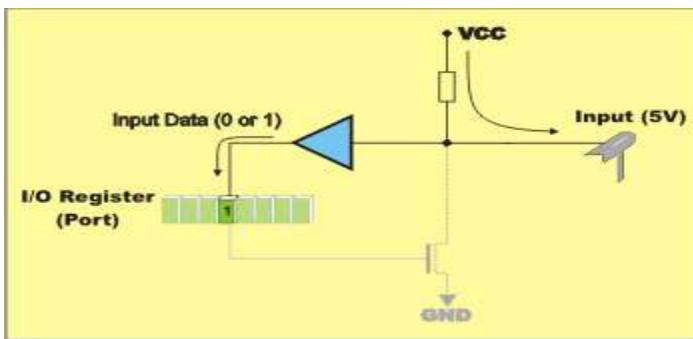 VCC
Input Data (0 or 1)
Input (5V)
I/O Register
(Port)
1
GND